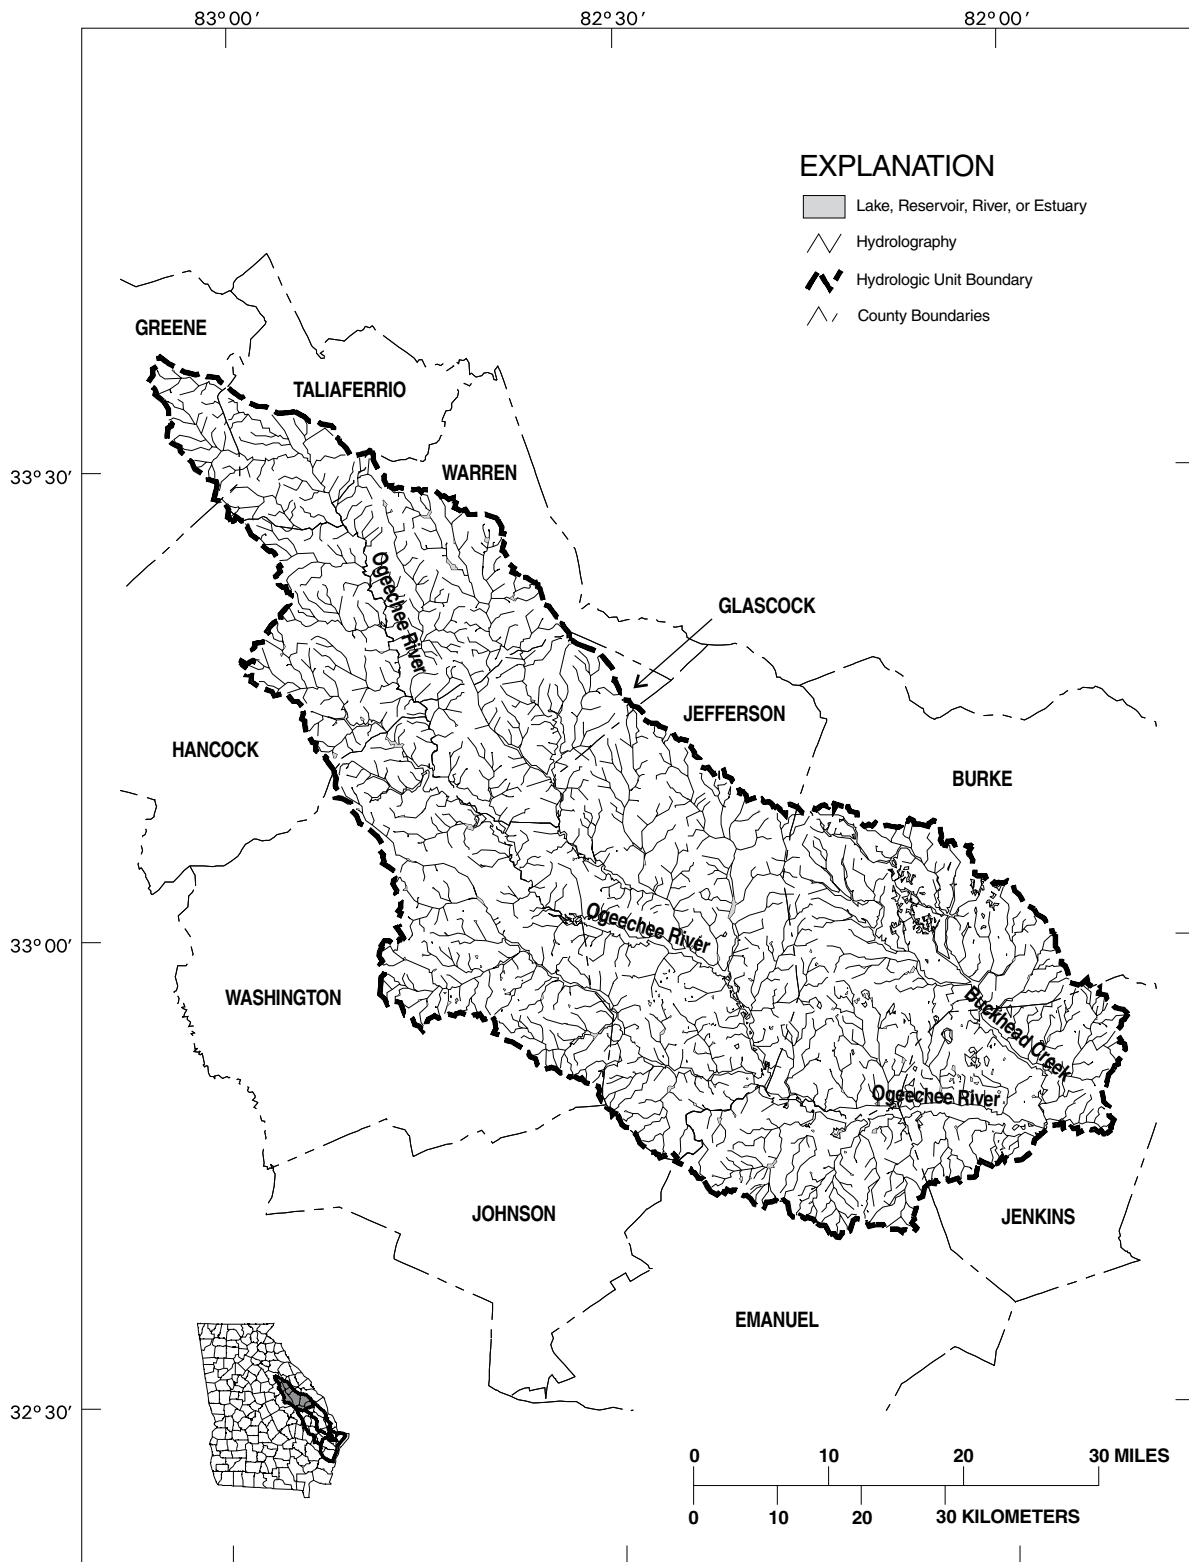 83°00′
82°30′
82°00′
EXPLANATION
Lake, Reservoir, River, or Estuary
Hydrolography
Hydrologic Unit Boundary
County Boundaries
GREENE
TALIAFERRIO
WARREN
33°30′
Ogeechee River
GLASCOCK
JEFFERSON
HANCOCK
BURKE
Ogeechee River
33°00′
WASHINGTON
Buckhead Creek
Ogeechee River
JOHNSON
JENKINS
EMANUEL
32°30′
0 10 20 30 MILES
0 10 20 30 KILOMETERS